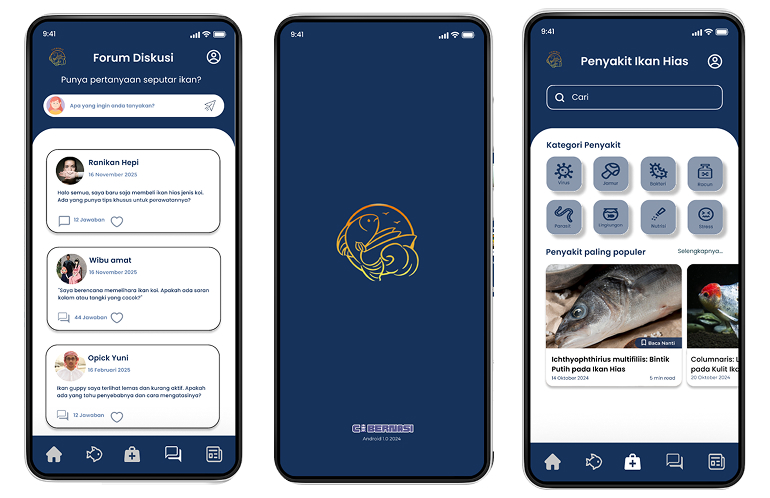 9:41
Forum Diskusi
Punya pertanyaan seputar ikan?
Apa yang ingin anda tanyakan?
Ranikan Hepi
16 November 2025
Halo semua, saya baru saja membeli ikan hias jenis koi.
Ada yang punya tips khusus untuk perawatannya?
12 Jawaban
Wibu amat
16 November 2025
"Saya berencana memelihara ikan koi. Apakah ada saran
kolam atau tangki yang cocok?"
44 Jawaban
Opick Yuni
16 Februari 2025
Ikan guppy saya terlihat lemas dan kurang aktif. Apakah
ada yang tahu penyebabnya dan cara mengatasinya?
12 Jawaban
9:41
Android 1.0 2024
9:41
Penyakit Ikan Hias
Cari
Kategori Penyakit
Virus
Jamur
Bakteri
Racun
Parasit
Lingkungan
Nutrisi
Stress
Penyakit paling populer
Selengkapnya...
Baca Nanti
Ichthyophthirius multifiliis: Bintik
Putih pada Ikan Hias
14 Oktober 2024
5 min read
Columnaris: L
pada Kulit Ika
20 Oktober 2024